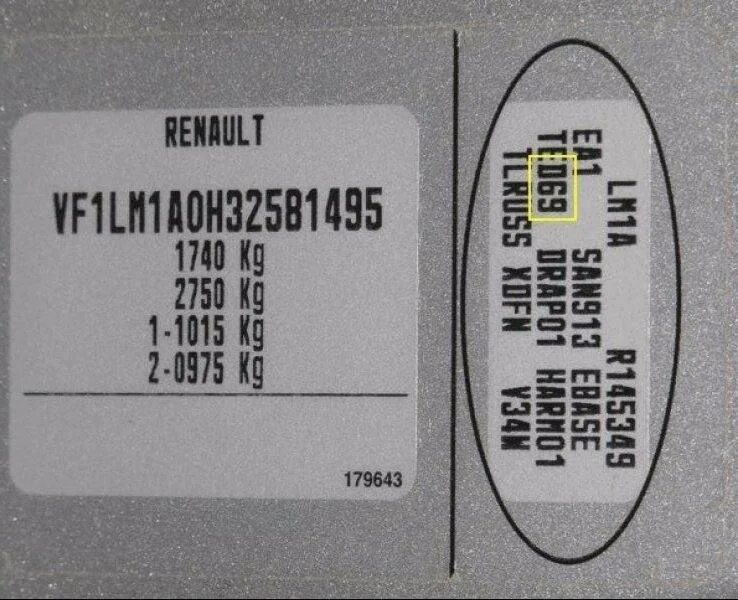 RENAULT
VF1LM1A0H32581495
1740 Kg
2750 Kg
1-1015 Kg
2-0975 Kg
179643
LM1A R145349
EA1 SAN913 EBASE
TED69 DRAP01 HARM01
TLRUSS XDFN V34W